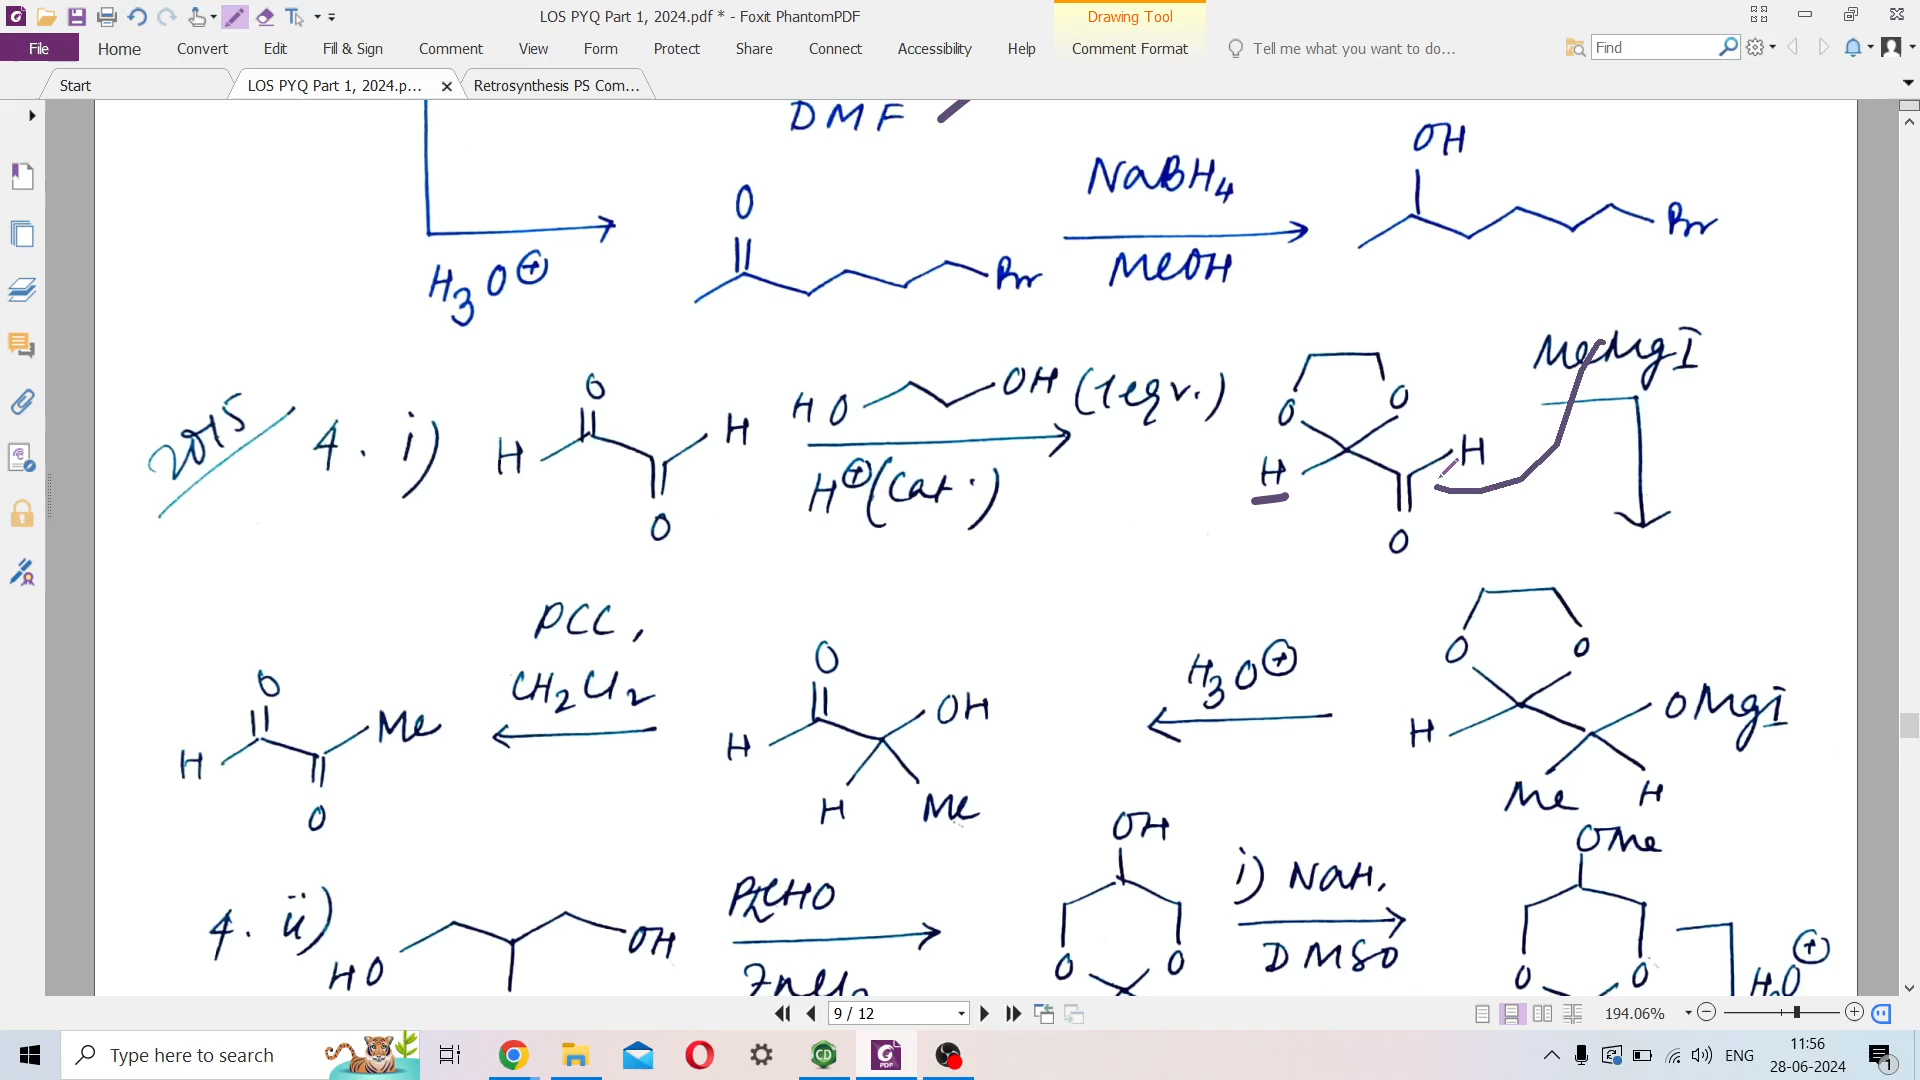 LOS PYQ Part 1, 2024.pdf * - Foxit PhantomPDF
Drawing Tool
File Home Convert Edit Fill & Sign Comment View Form Protect Share Connect Accessibility Help Comment Format Tell me what you want to do... Find
Start LOS PYQ Part 1, 2024.p... Retrosynthesis PS Com...
DMF
OH
NaBH4
O
Br
H3O+
MeOH
Br
MeMgI
2015
4. i)
O
H
H
O
HO
OH (1eqv.)
H+ (cat.)
O
O
H
H
O
PCC,
CH2Cl2
O
H
Me
O
O
OH
H
H
Me
H3O+
O
O
H
OMgI
Me
H
4. ii)
HO
OH
PhCHO
OH
O
O
i) NaH,
DMSO
OMe
O
O
9 / 12
194.06%
Type here to search
ENG
11:56
28-06-2024
1